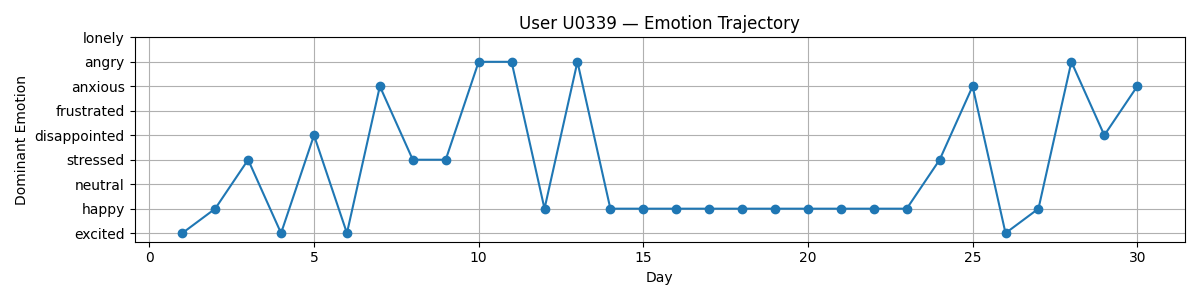 User U0339 — Emotion Trajectory
lonely
angry
anxious
frustrated
disappointed
stressed
neutral
happy
excited
Dominant Emotion
0 5 10 15 20 25 30
Day